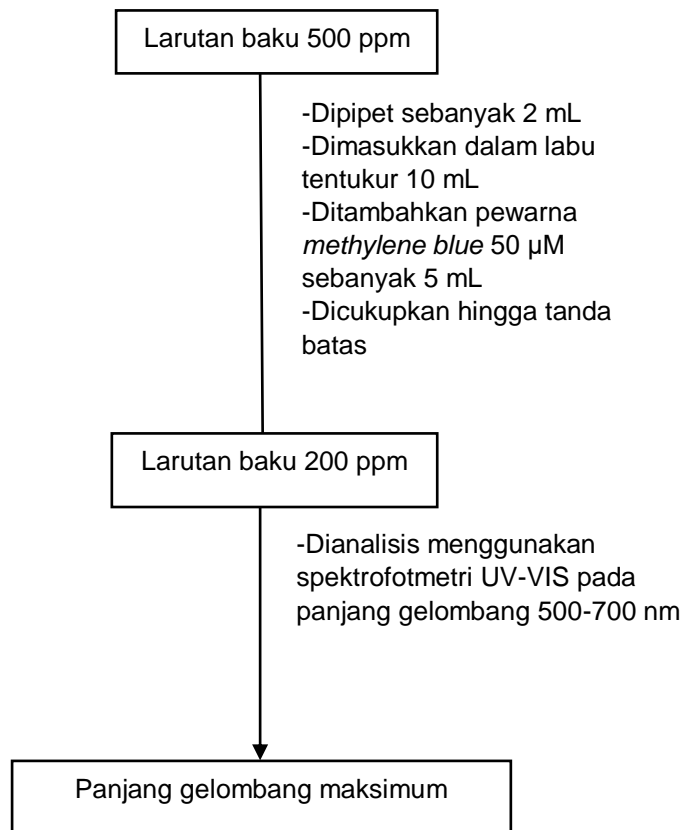 Larutan baku 500 ppm
-Dipipet sebanyak 2 mL
-Dimasukkan dalam labu
tentukur 10 mL
-Ditambahkan pewarna
methylene blue 50 µM
sebanyak 5 mL
-Dicukupkan hingga tanda
batas
Larutan baku 200 ppm
-Dianalisis menggunakan
spektrofotmetri UV-VIS pada
panjang gelombang 500-700 nm
Panjang gelombang maksimum